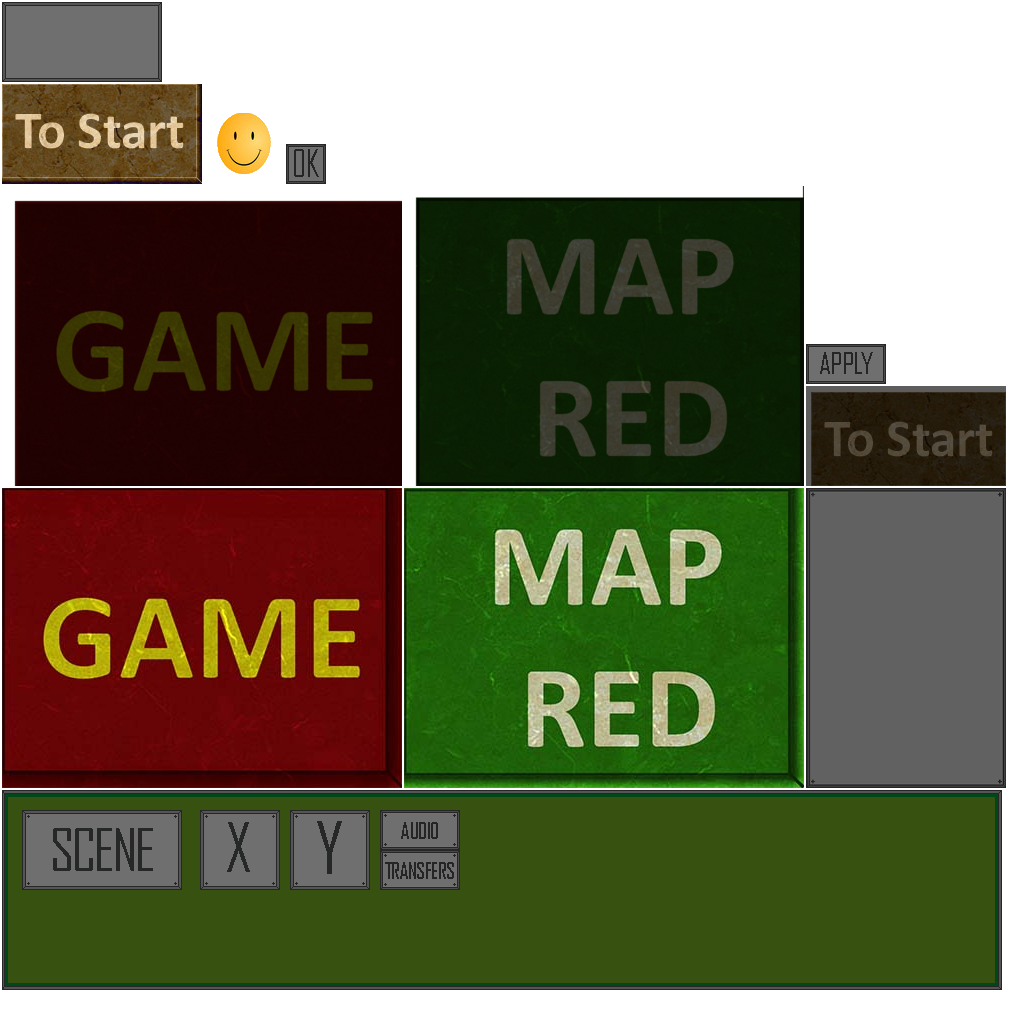 To Start
OK
GAME
MAP
RED
APPLY
To Start
GAME
MAP
RED
SCENE
X
Y
AUDIO
TRANSFERS